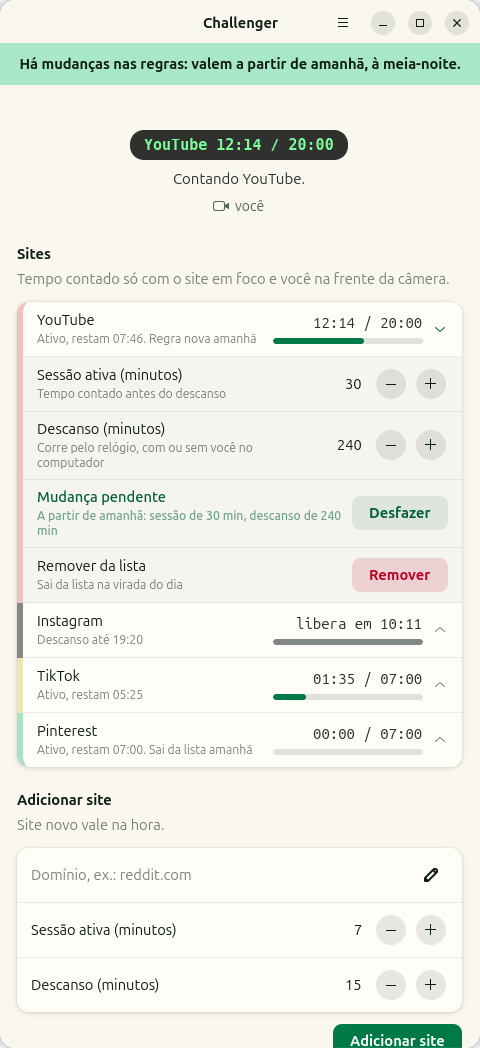 Challenger
Há mudanças nas regras: valem a partir de amanhã, à meia-noite.
YouTube 12:14 / 20:00
Contando YouTube.
você
Sites
Tempo contado só com o site em foco e você na frente da câmera.
YouTube
12:14 / 20:00
Ativo, restam 07:46. Regra nova amanhã
Sessão ativa (minutos)
30
Tempo contado antes do descanso
Descanso (minutos)
240
Corre pelo relógio, com ou sem você no
computador
Mudança pendente
A partir de amanhã: sessão de 30 min, descanso de 240
min
Desfazer
Remover da lista
Sai da lista na virada do dia
Remover
Instagram
libera em 10:11
Descanso até 19:20
TikTok
01:35 / 07:00
Ativo, restam 05:25
Pinterest
00:00 / 07:00
Ativo, restam 07:00. Sai da lista amanhã
Adicionar site
Site novo vale na hora.
Domínio, ex.: reddit.com
Sessão ativa (minutos)
7
Descanso (minutos)
15
Adicionar site